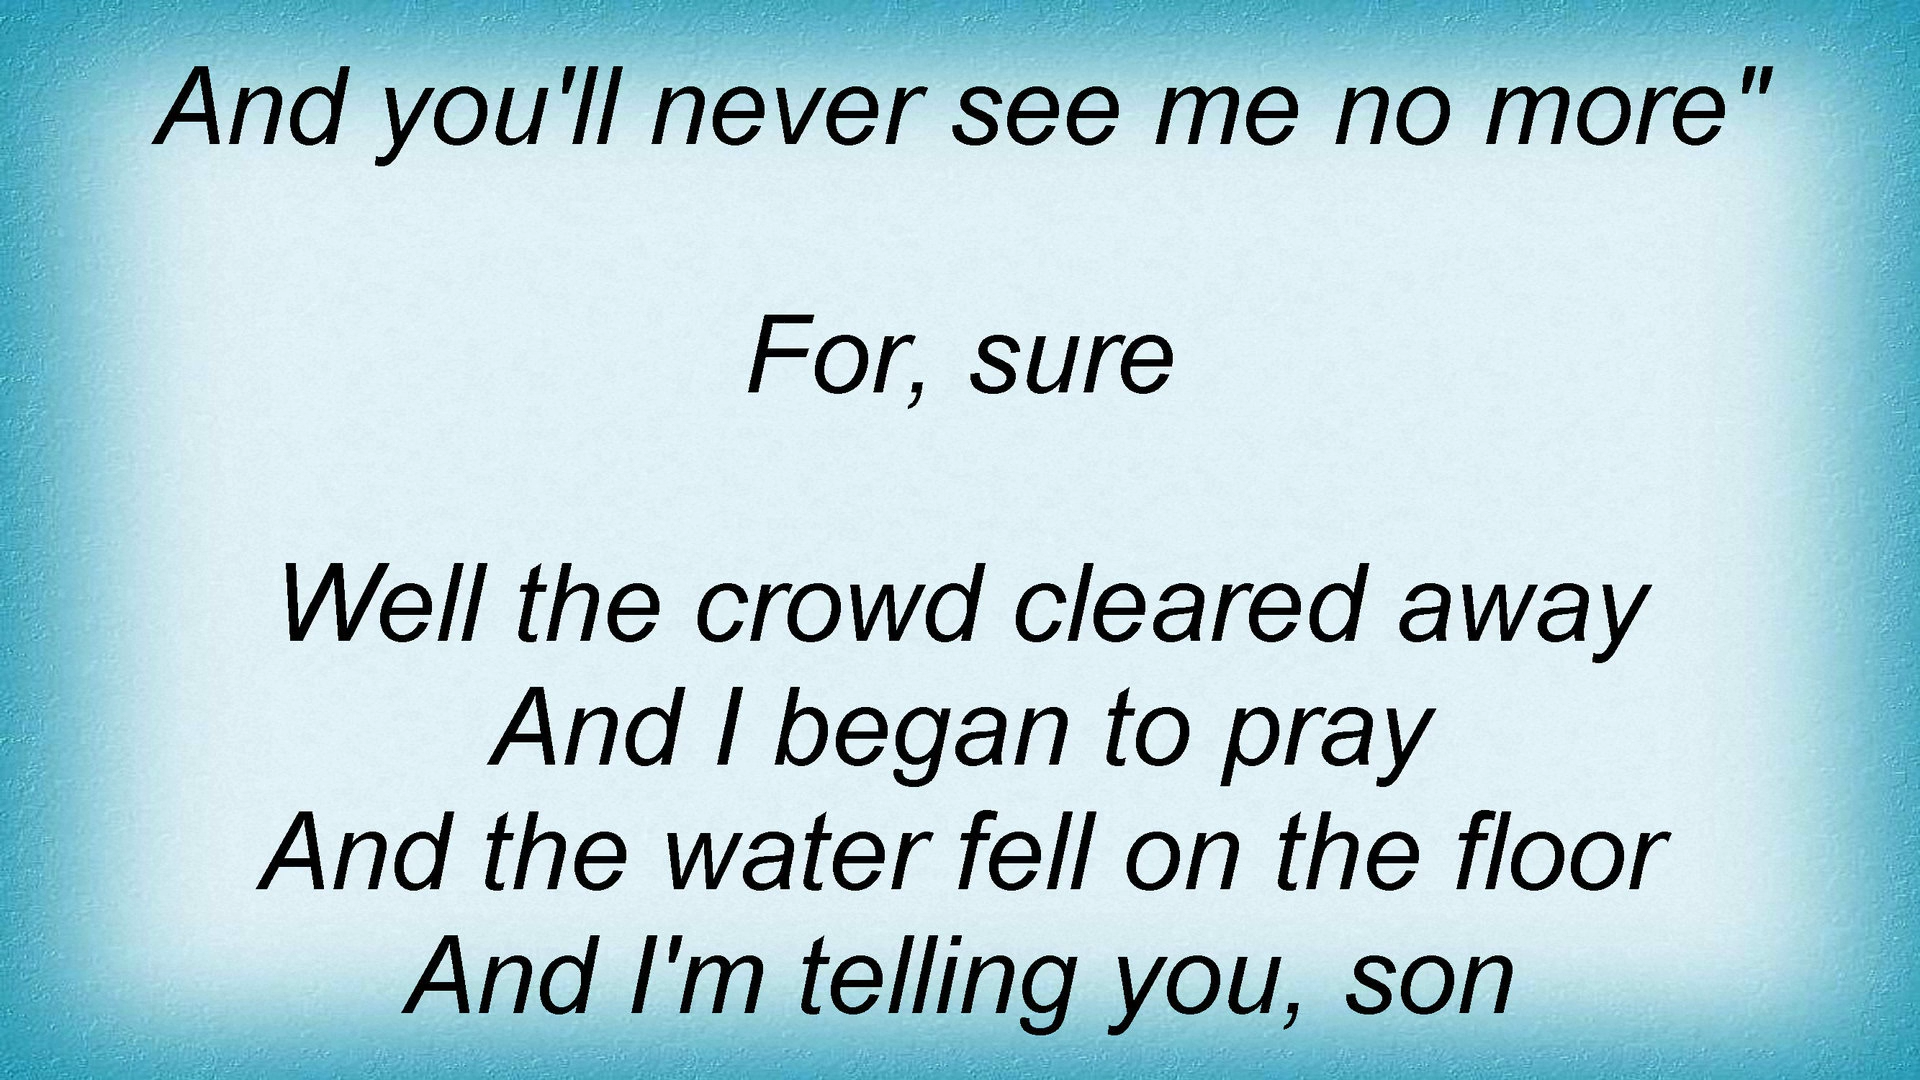 And you'll never see me no more"
For, sure
Well the crowd cleared away
And I began to pray
And the water fell on the floor
And I'm telling you, son